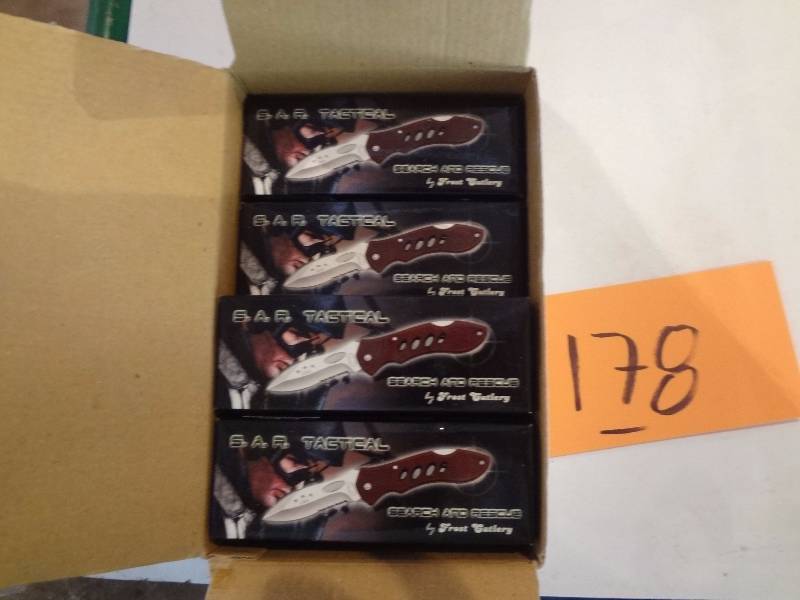 S. A. R. TACTICAL
SEARCH AND RESCUE
by Frost Cutlery
S. A. R. TACTICAL
SEARCH AND RESCUE
by Frost Cutlery
S. A. R. TACTICAL
SEARCH AND RESCUE
by Frost Cutlery
S. A. R. TACTICAL
SEARCH AND RESCUE
by Frost Cutlery
178